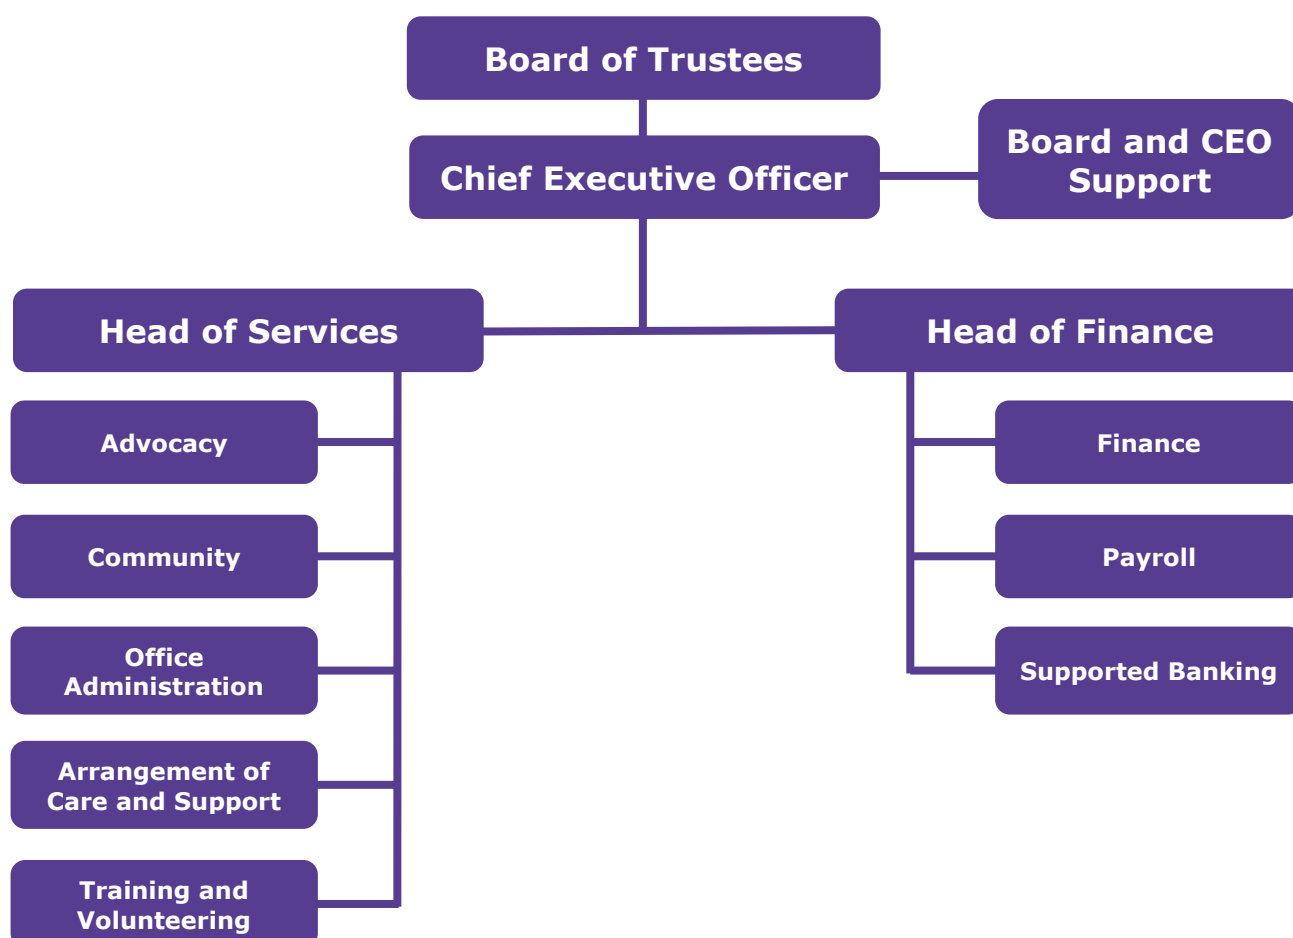 Board of Trustees
Chief Executive Officer
Board and CEO
Support
Head of Services
Head of Finance
Advocacy
Finance
Community
Payroll
Office
Administration
Supported Banking
Arrangement of
Care and Support
Training and
Volunteering